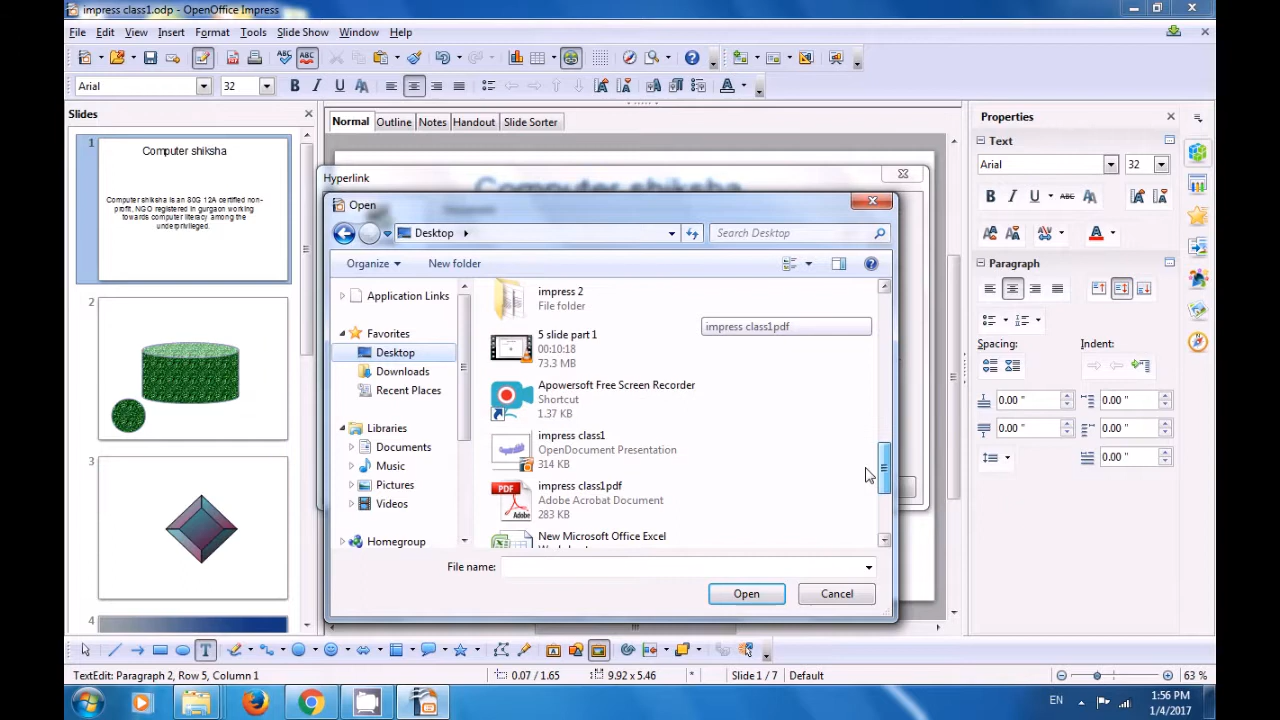 impress class1.odp - OpenOffice Impress
File Edit View Insert Format Tools Slide Show Window Help
Arial 32
Slides
Normal Outline Notes Handout Slide Sorter
1
Computer shiksha
Computer shiksha is an 80G 12A certified non-
profit, NGO registered in gurgaon working
towards computer literacy among the
underprivileged.
2
3
4
Computer shiksha
Hyperlink
Open
Desktop
Search Desktop
Organize New folder
Application Links
Favorites
Desktop
Downloads
Recent Places
Libraries
Documents
Music
Pictures
Videos
Homegroup
impress 2
File folder
impress class1pdf
5 slide part 1
00:10:18
73.3 MB
Apowersoft Free Screen Recorder
Shortcut
1.37 KB
impress class1
OpenDocument Presentation
314 KB
impress class1pdf
Adobe Acrobat Document
283 KB
New Microsoft Office Excel
File name:
Open Cancel
Properties
Text
Arial 32
Paragraph
Spacing: Indent:
0.00 " 0.00 "
0.00 " 0.00 "
0.00 "
TextEdit: Paragraph 2, Row 5, Column 1 0.07 / 1.65 9.92 x 5.46 * Slide 1 / 7 Default 63 %
EN
1:56 PM
1/4/2017